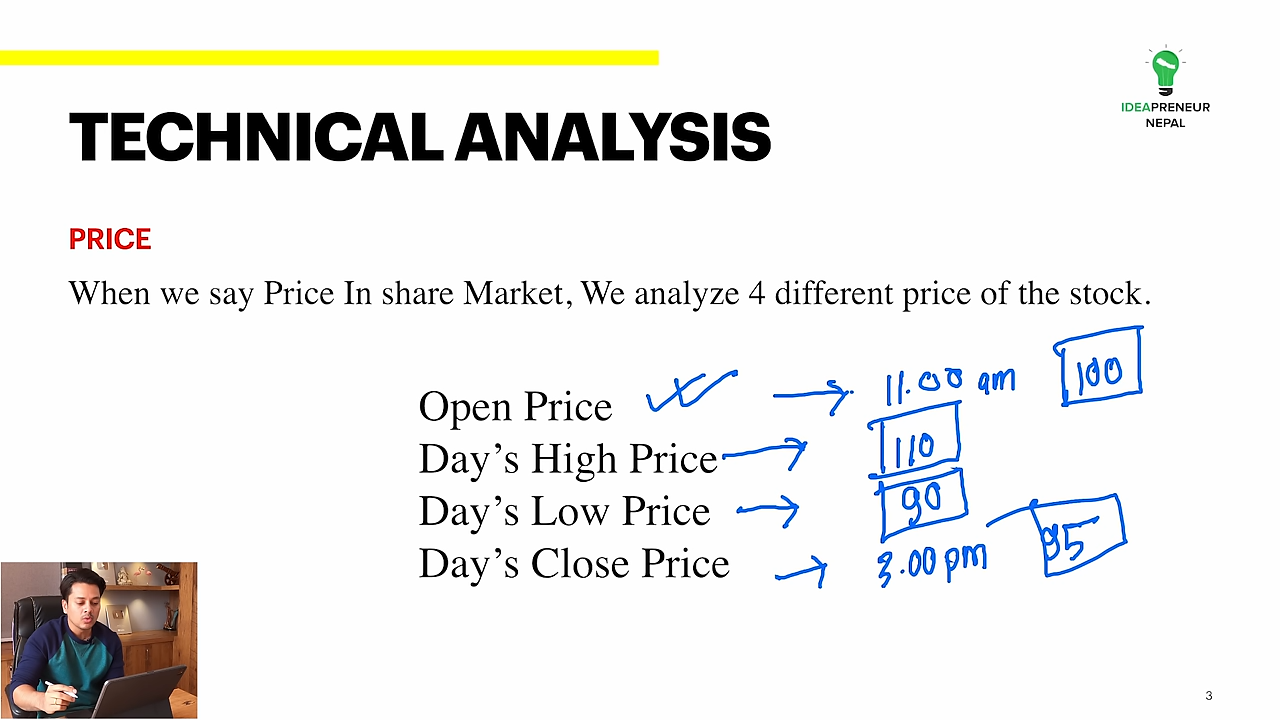 IDEAPRENEUR
NEPAL
TECHNICAL ANALYSIS
PRICE
When we say Price In share Market, We analyze 4 different price of the stock.
Open Price 11.00 am 100
Day's High Price 110
Day's Low Price 90
Day's Close Price 3.00 pm 95
3